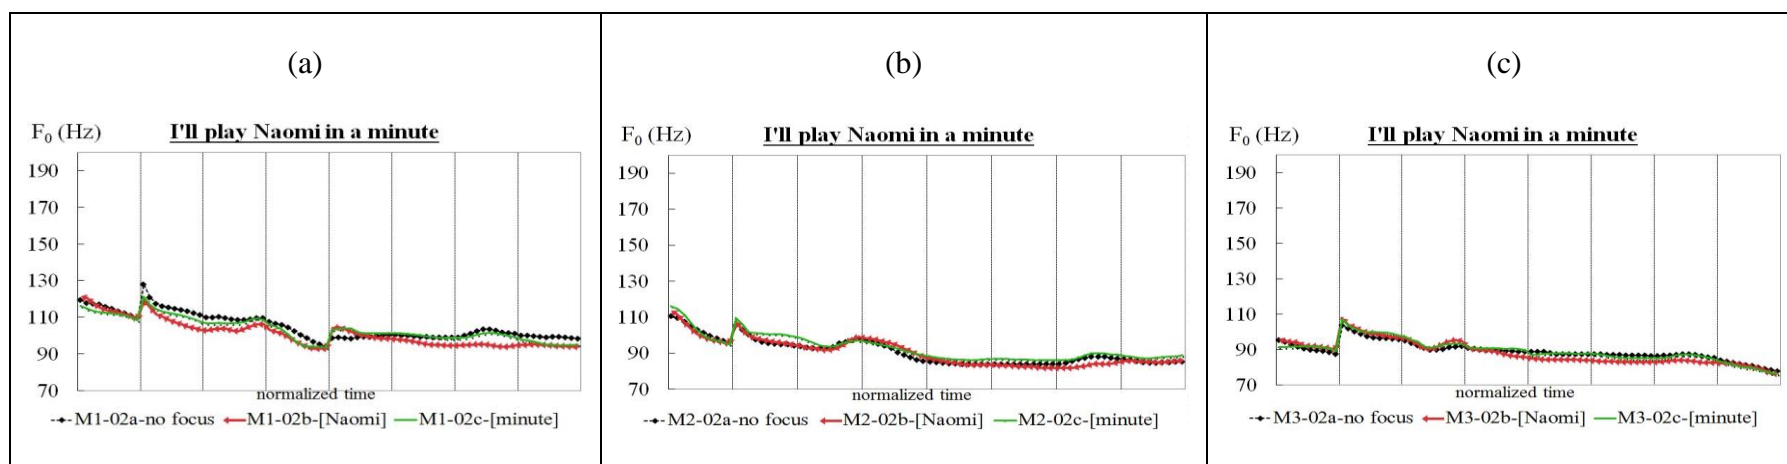 (a)
F₀ (Hz) I'll play Naomi in a minute
190
170
150
130
110
90
70
normalized time
M1-02a-no focus M1-02b-[Naomi] M1-02c-[minute]
(b)
F₀ (Hz) I'll play Naomi in a minute
190
170
150
130
110
90
70
normalized time
M2-02a-no focus M2-02b-[Naomi] M2-02c-[minute]
(c)
F₀ (Hz) I'll play Naomi in a minute
190
170
150
130
110
90
70
normalized time
M3-02a-no focus M3-02b-[Naomi] M3-02c-[minute]